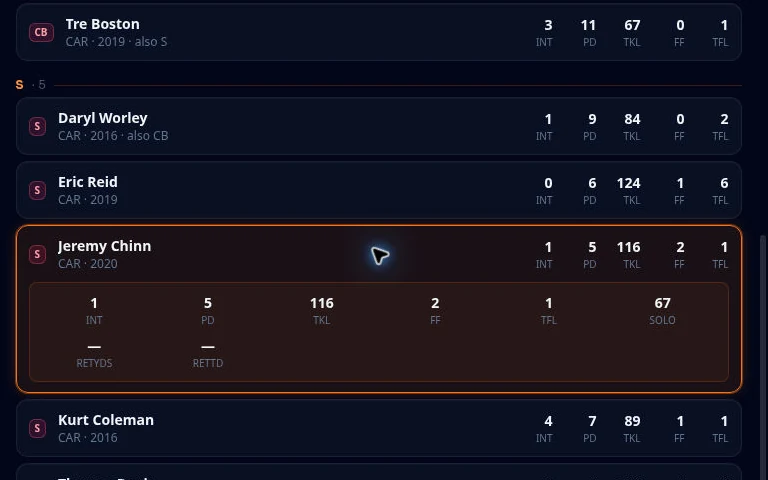 CB Tre Boston 3 11 67 0 1
CAR · 2019 · also S INT PD TKL FF TFL
S · 5
S Daryl Worley 1 9 84 0 2
CAR · 2016 · also CB INT PD TKL FF TFL
S Eric Reid 0 6 124 1 6
CAR · 2019 INT PD TKL FF TFL
S Jeremy Chinn 1 5 116 2 1
CAR · 2020 INT PD TKL FF TFL
1 5 116 2 1 67
INT PD TKL FF TFL SOLO
— —
RETYDS RETTD
S Kurt Coleman 4 7 89 1 1
CAR · 2016 INT PD TKL FF TFL